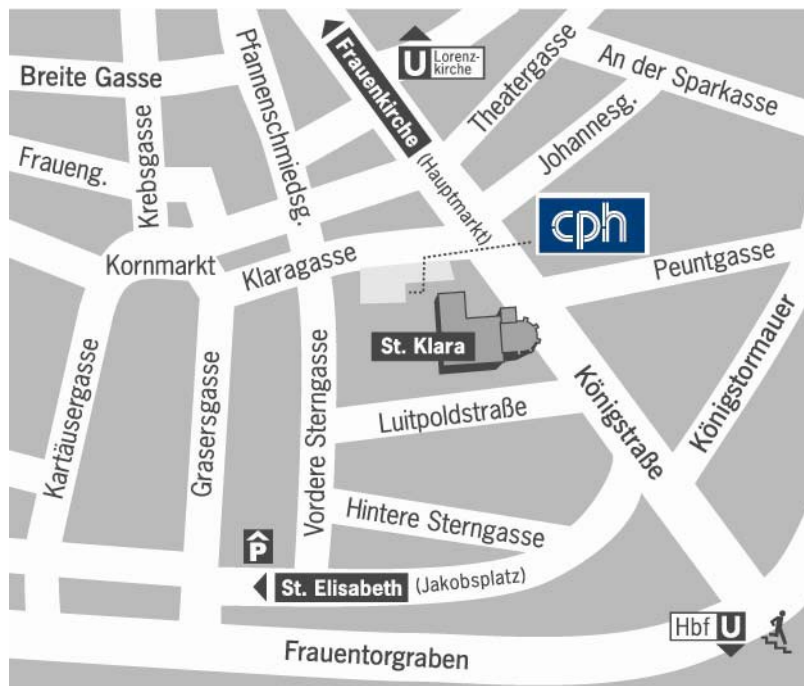 Breite Gasse
Fraueng.
Krebsgasse
Pfannenschmiedsg.
Frauenkirche
(Hauptmarkt)
U
Lorenz-
kirche
Theatergasse
An der Sparkasse
Johannesg.
cph
Peuntgasse
Kornmarkt
Klaragasse
St. Klara
Königstraße
Königstormauer
Luitpoldstraße
Kartäusergasse
Grasersgasse
Vordere Sterngasse
Hintere Sterngasse
P
St. Elisabeth (Jakobsplatz)
Hbf U
Frauentorgraben